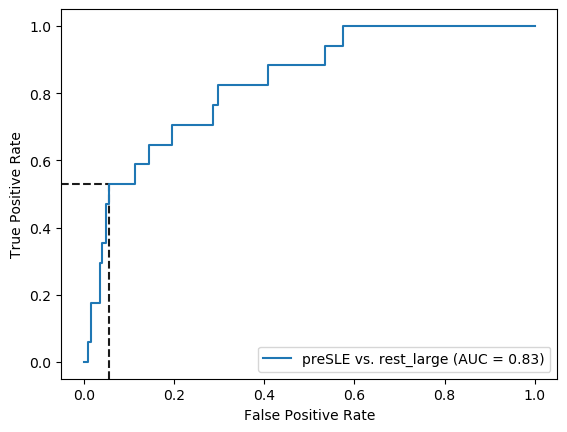 1.0
0.8
0.6
0.4
0.2
0.0
True Positive Rate
preSLE vs. rest_large (AUC = 0.83)
0.0 0.2 0.4 0.6 0.8 1.0
False Positive Rate